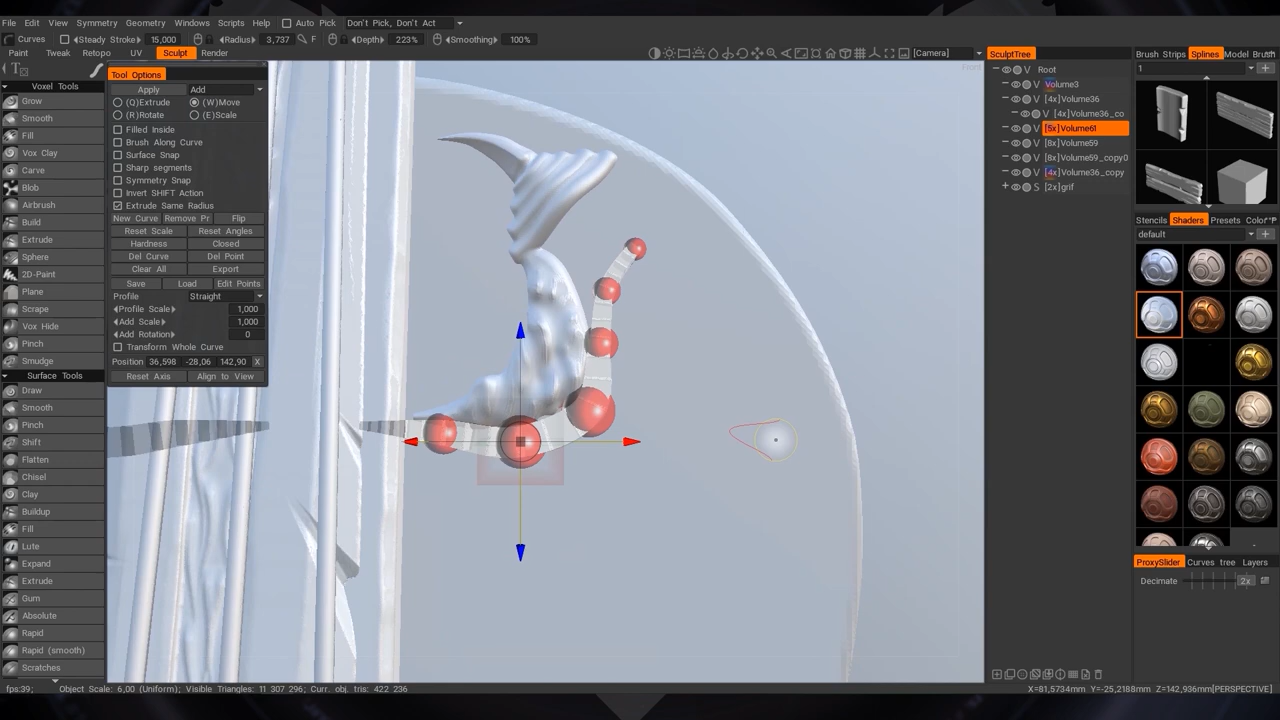 File Edit View Symmetry Geometry Windows Scripts Help Auto Pick Don't Pick, Don't Act
Curves Steady Stroke 15,000 Radius 3,737 F Depth 223% Smoothing 100%
Paint Tweak Retopo UV Sculpt Render [Camera]
Tool Options
Apply Add
(Q)Extrude (W)Move
(R)Rotate (E)Scale
Filled Inside
Brush Along Curve
Surface Snap
Sharp segments
Symmetry Snap
Invert SHIFT Action
Extrude Same Radius
New Curve Remove Pr Flip
Reset Scale Reset Angles
Hardness Closed
Del Curve Del Point
Clear All Export
Save Load Edit Points
Profile Straight
Profile Scale 1,000
Add Scale 1,000
Add Rotation 0
Transform Whole Curve
Position 36,598 -28,06 142,90 X
Reset Axis Align to View
Voxel Tools
Grow
Smooth
Fill
Vox Clay
Carve
Blob
Airbrush
Build
Extrude
Sphere
2D-Paint
Plane
Scrape
Vox Hide
Pinch
Smudge
Surface Tools
Draw
Smooth
Pinch
Shift
Flatten
Chisel
Clay
Buildup
Fill
Lute
Expand
Extrude
Gum
Absolute
Rapid
Rapid (smooth)
Scratches
Front
SculptTree
V Root
V Volume3
V [4x]Volume36
V [4x]Volume36_co
V [5x]Volume61
V [8x]Volume59
V [8x]Volume59_copy0
V [4x]Volume36_copy
S [2x]grif
Brush Strips Splines Model Brush
1
Stencils Shaders Presets Color
default
ProxySlider Curves tree Layers
Decimate 2x
fps:39; Object Scale: 6,00 (Uniform); Visible Triangles: 11 307 296; Curr. obj. tris: 422 236
X=81,5734mm Y=-25,2188mm Z=142,936mm[PERSPECTIVE]